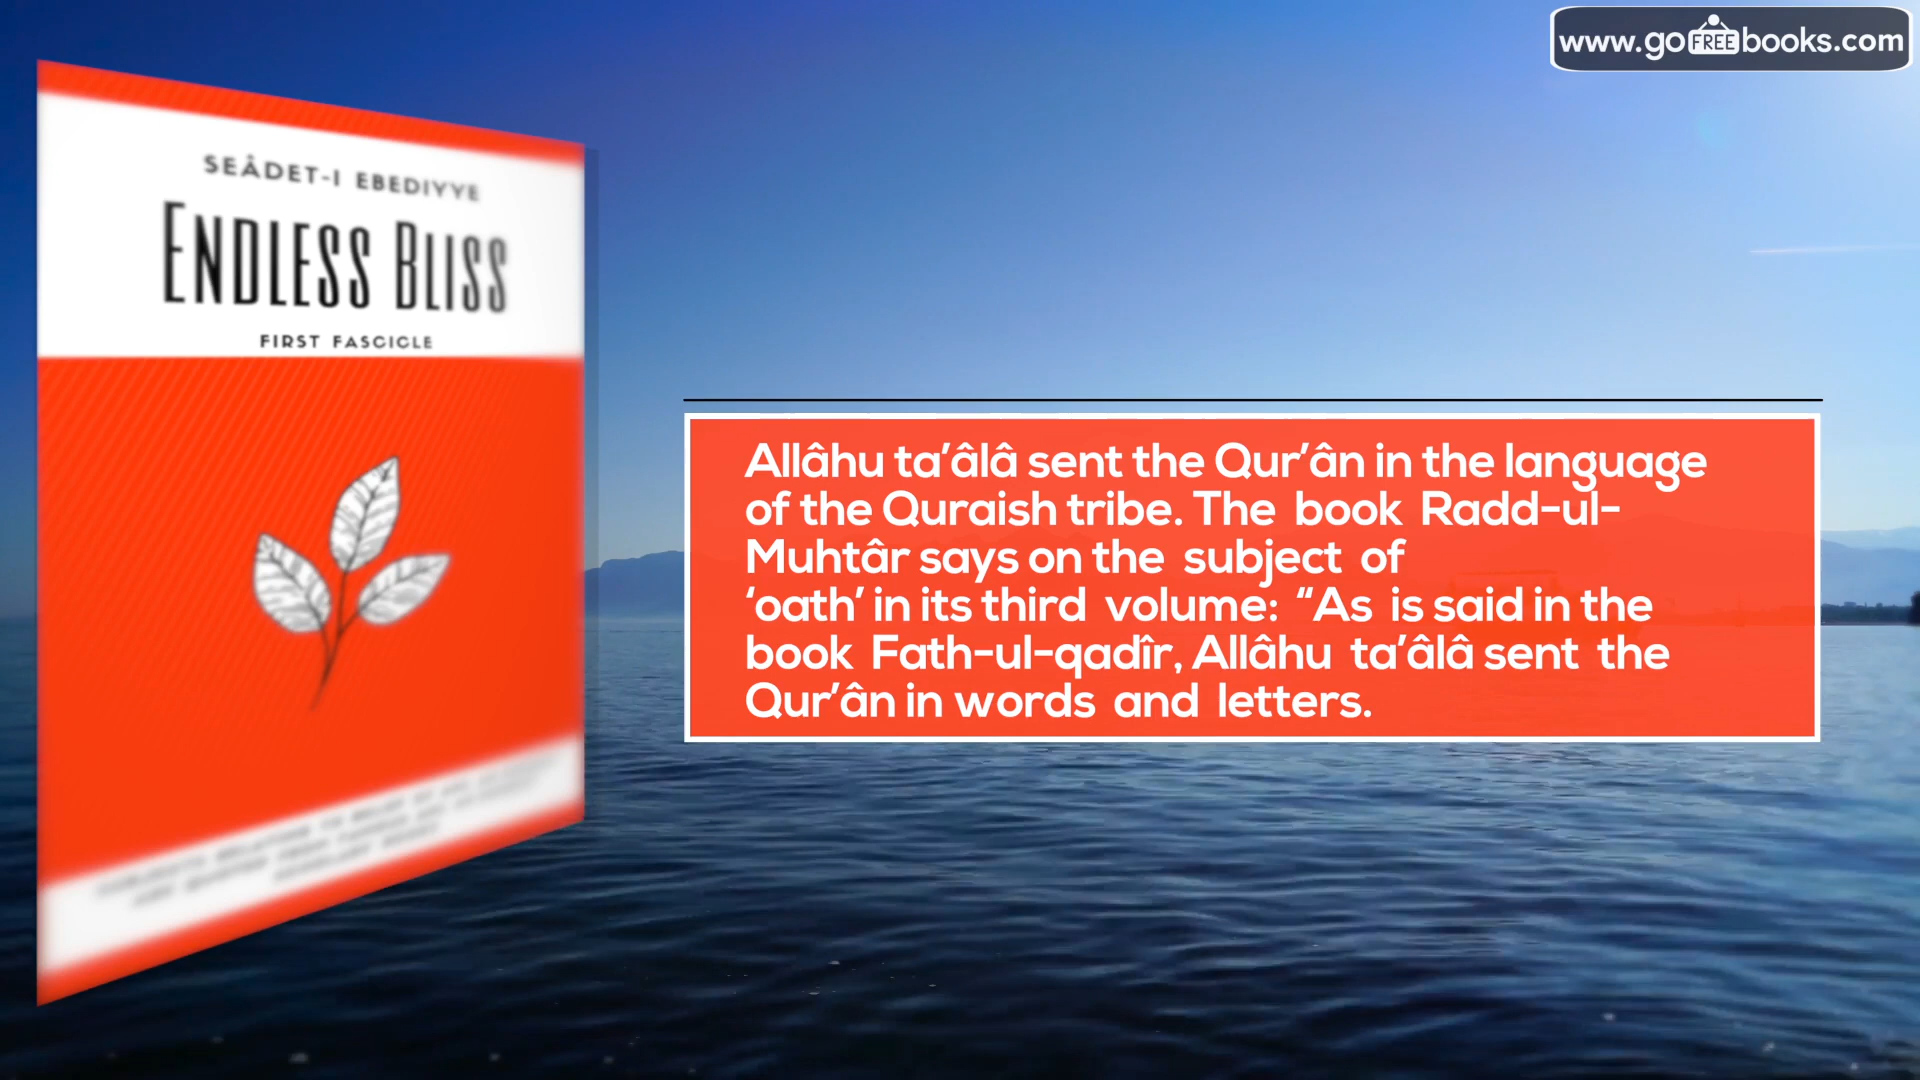 www.goFREEbooks.com
SEÂDET-I EBEDIYYE
ENDLESS BLISS
FIRST FASCICLE
Allâhu ta’âlâ sent the Qur’ân in the language
of the Quraish tribe. The book Radd-ul-
Muhtâr says on the subject of
‘oath’ in its third volume: “As is said in the
book Fath-ul-qadîr, Allâhu ta’âlâ sent the
Qur’ân in words and letters.